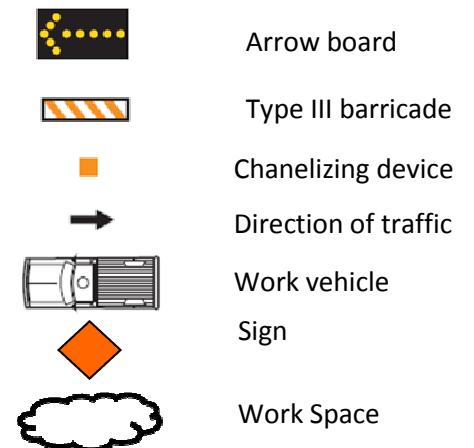 Arrow board
Type III barricade
Chanelizing device
Direction of traffic
Work vehicle
Sign
Work Space